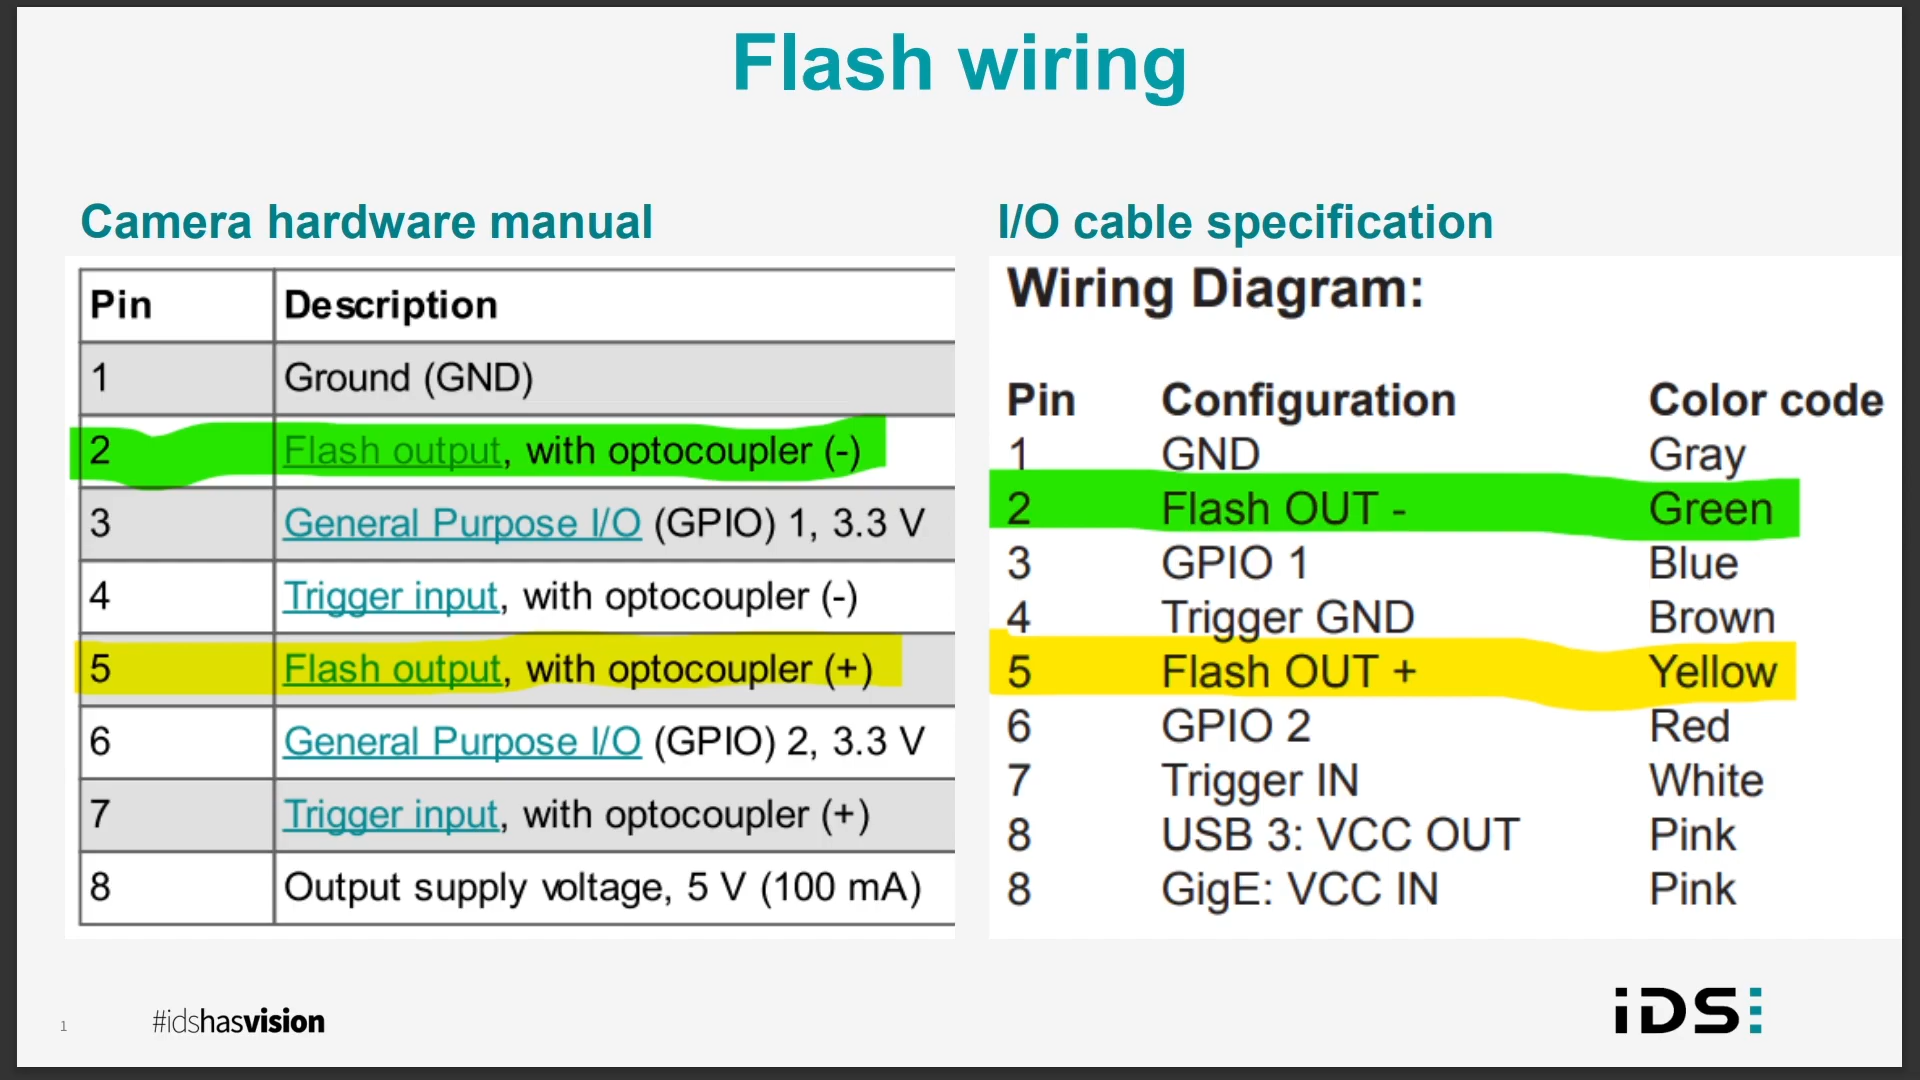 Flash wiring
Camera hardware manual
Pin Description
1 Ground (GND)
2 Flash output, with optocoupler (-)
3 General Purpose I/O (GPIO) 1, 3.3 V
4 Trigger input, with optocoupler (-)
5 Flash output, with optocoupler (+)
6 General Purpose I/O (GPIO) 2, 3.3 V
7 Trigger input, with optocoupler (+)
8 Output supply voltage, 5 V (100 mA)
I/O cable specification
Wiring Diagram:
Pin Configuration Color code
1 GND Gray
2 Flash OUT - Green
3 GPIO 1 Blue
4 Trigger GND Brown
5 Flash OUT + Yellow
6 GPIO 2 Red
7 Trigger IN White
8 USB 3: VCC OUT Pink
8 GigE: VCC IN Pink
1 #idshasvision
iDS